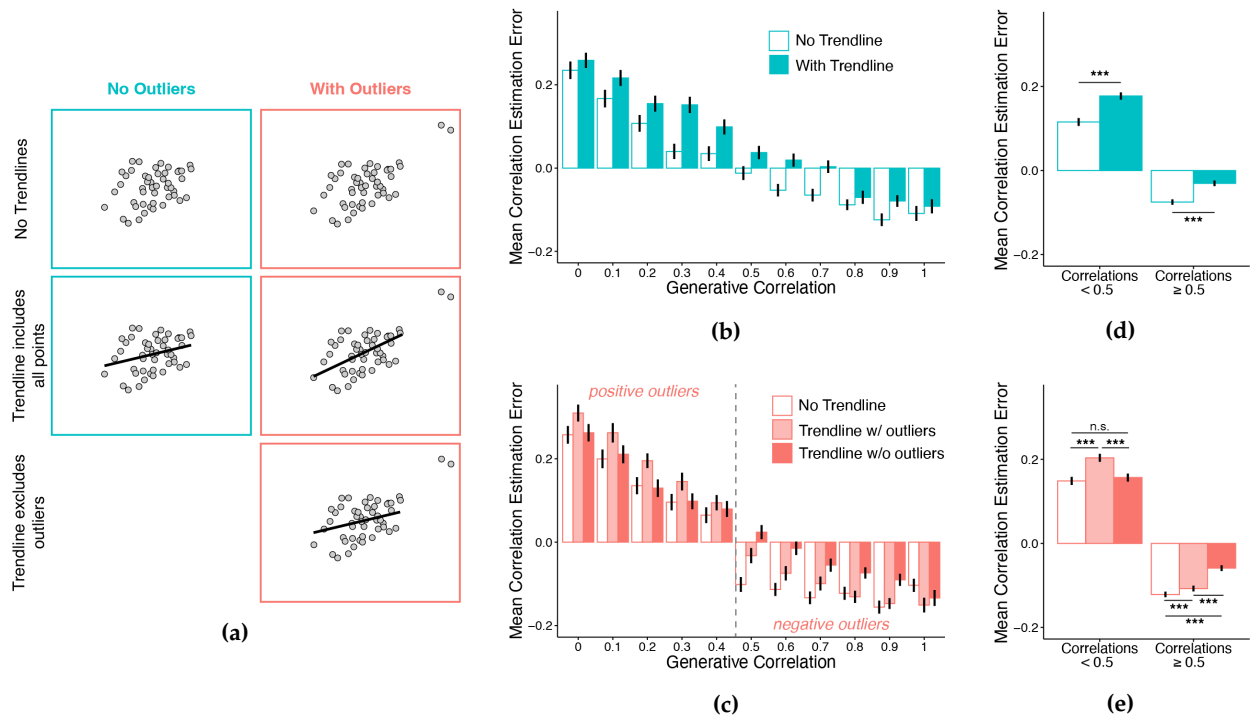 No Outliers
With Outliers
No Trendlines
Trendline includes
all points
Trendline excludes
outliers
(a)
Mean Correlation Estimation Error
0.2
0.0
−0.2
No Trendline
With Trendline
0 0.1 0.2 0.3 0.4 0.5 0.6 0.7 0.8 0.9 1
Generative Correlation
(b)
Mean Correlation Estimation Error
0.2
0.0
−0.2
positive outliers
No Trendline
Trendline w/ outliers
Trendline w/o outliers
negative outliers
0 0.1 0.2 0.3 0.4 0.5 0.6 0.7 0.8 0.9 1
Generative Correlation
(c)
Mean Correlation Estimation Error
0.2
0.0
−0.2
***
***
Correlations
< 0.5
Correlations
≥ 0.5
(d)
Mean Correlation Estimation Error
0.2
0.0
−0.2
n.s.
*** ***
*** ***
***
Correlations
< 0.5
Correlations
≥ 0.5
(e)